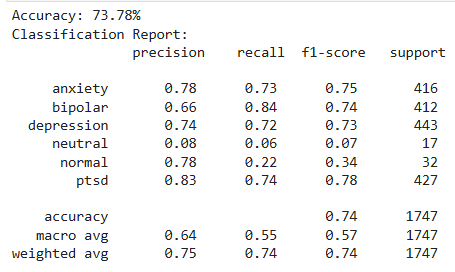 Accuracy: 73.78%
Classification Report:
precision recall f1-score support
anxiety 0.78 0.73 0.75 416
bipolar 0.66 0.84 0.74 412
depression 0.74 0.72 0.73 443
neutral 0.08 0.06 0.07 17
normal 0.78 0.22 0.34 32
ptsd 0.83 0.74 0.78 427
accuracy 0.74 1747
macro avg 0.64 0.55 0.57 1747
weighted avg 0.75 0.74 0.74 1747